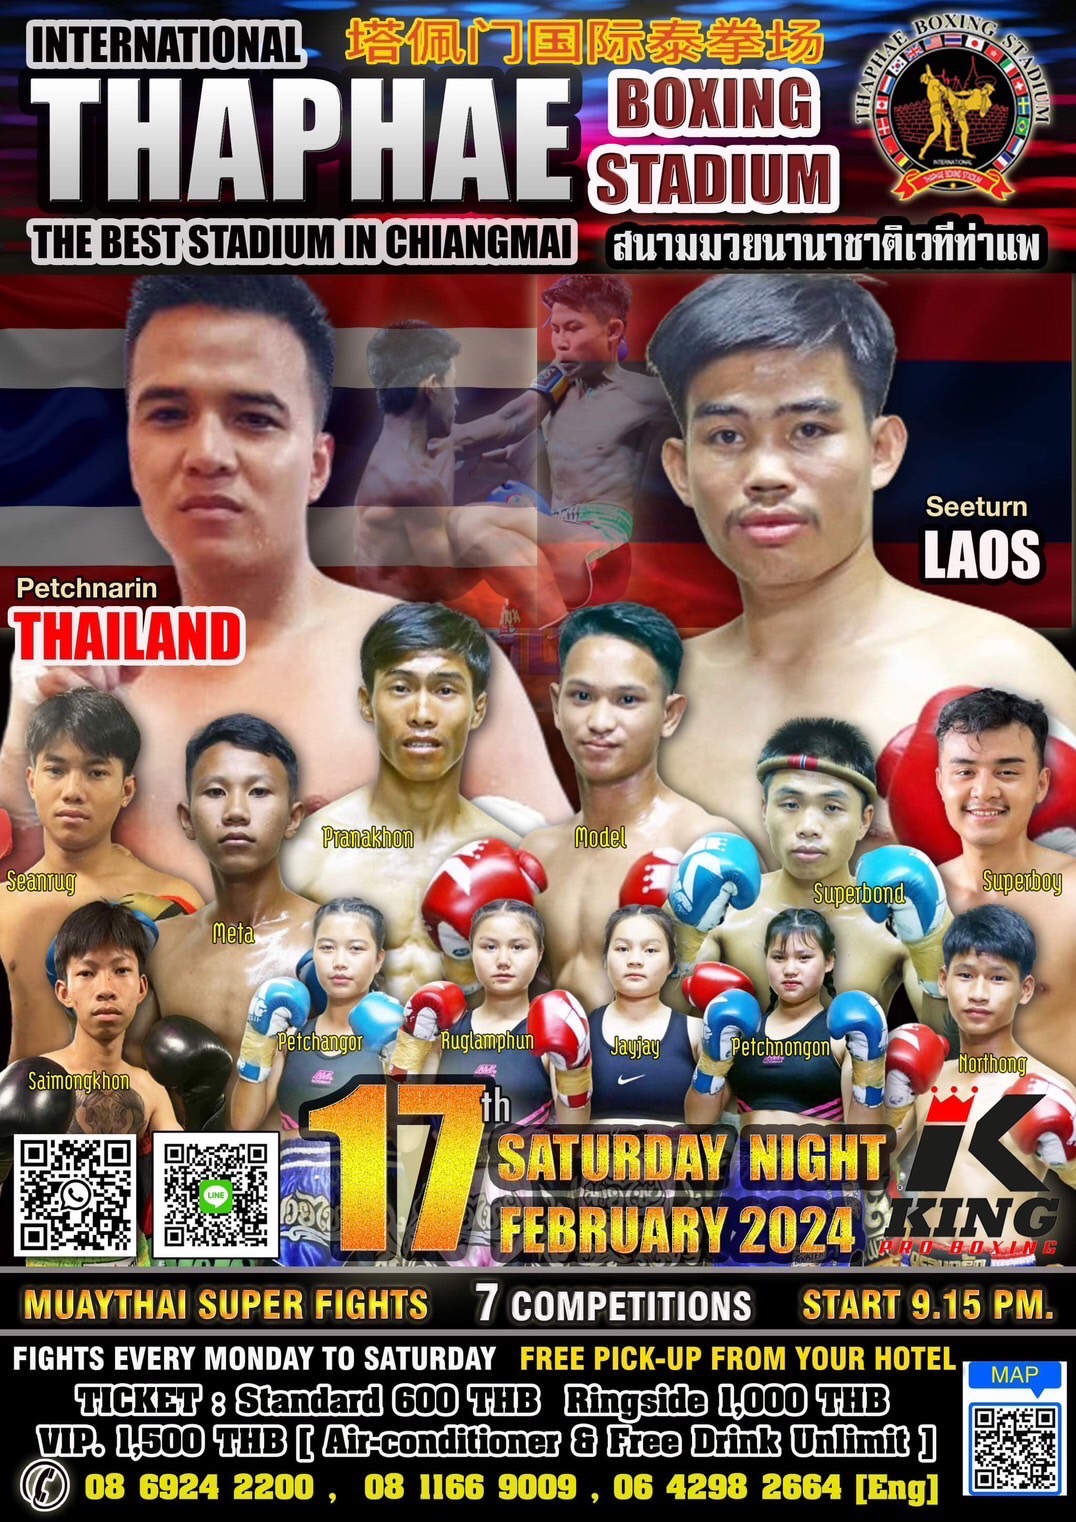 INTERNATIONAL
塔佩门国际泰拳场
THAPHAE
BOXING
STADIUM
THAPHAE BOXING STADIUM
INTERNATIONAL
THAPHAE BOXING STADIUM
THE BEST STADIUM IN CHIANGMAI
สนามมวยนานาชาติเวทีท่าแพ
Seeturn
LAOS
Petchnarin
THAILAND
Pranakhon
Model
Seanrug
Superbond
Superboy
Meta
Petchangor
Ruglamphun
Jayjay
Petchnongon
Northong
Saimongkhon
LINE
17th
SATURDAY NIGHT
FEBRUARY 2024
K
KING
PRO BOXING
MUAYTHAI SUPER FIGHTS
7 COMPETITIONS
START 9.15 PM.
FIGHTS EVERY MONDAY TO SATURDAY FREE PICK-UP FROM YOUR HOTEL
MAP
TICKET : Standard 600 THB Ringside 1,000 THB
VIP. 1,500 THB [ Air-conditioner & Free Drink Unlimit ]
08 6924 2200 , 08 1166 9009 , 06 4298 2664 [Eng]